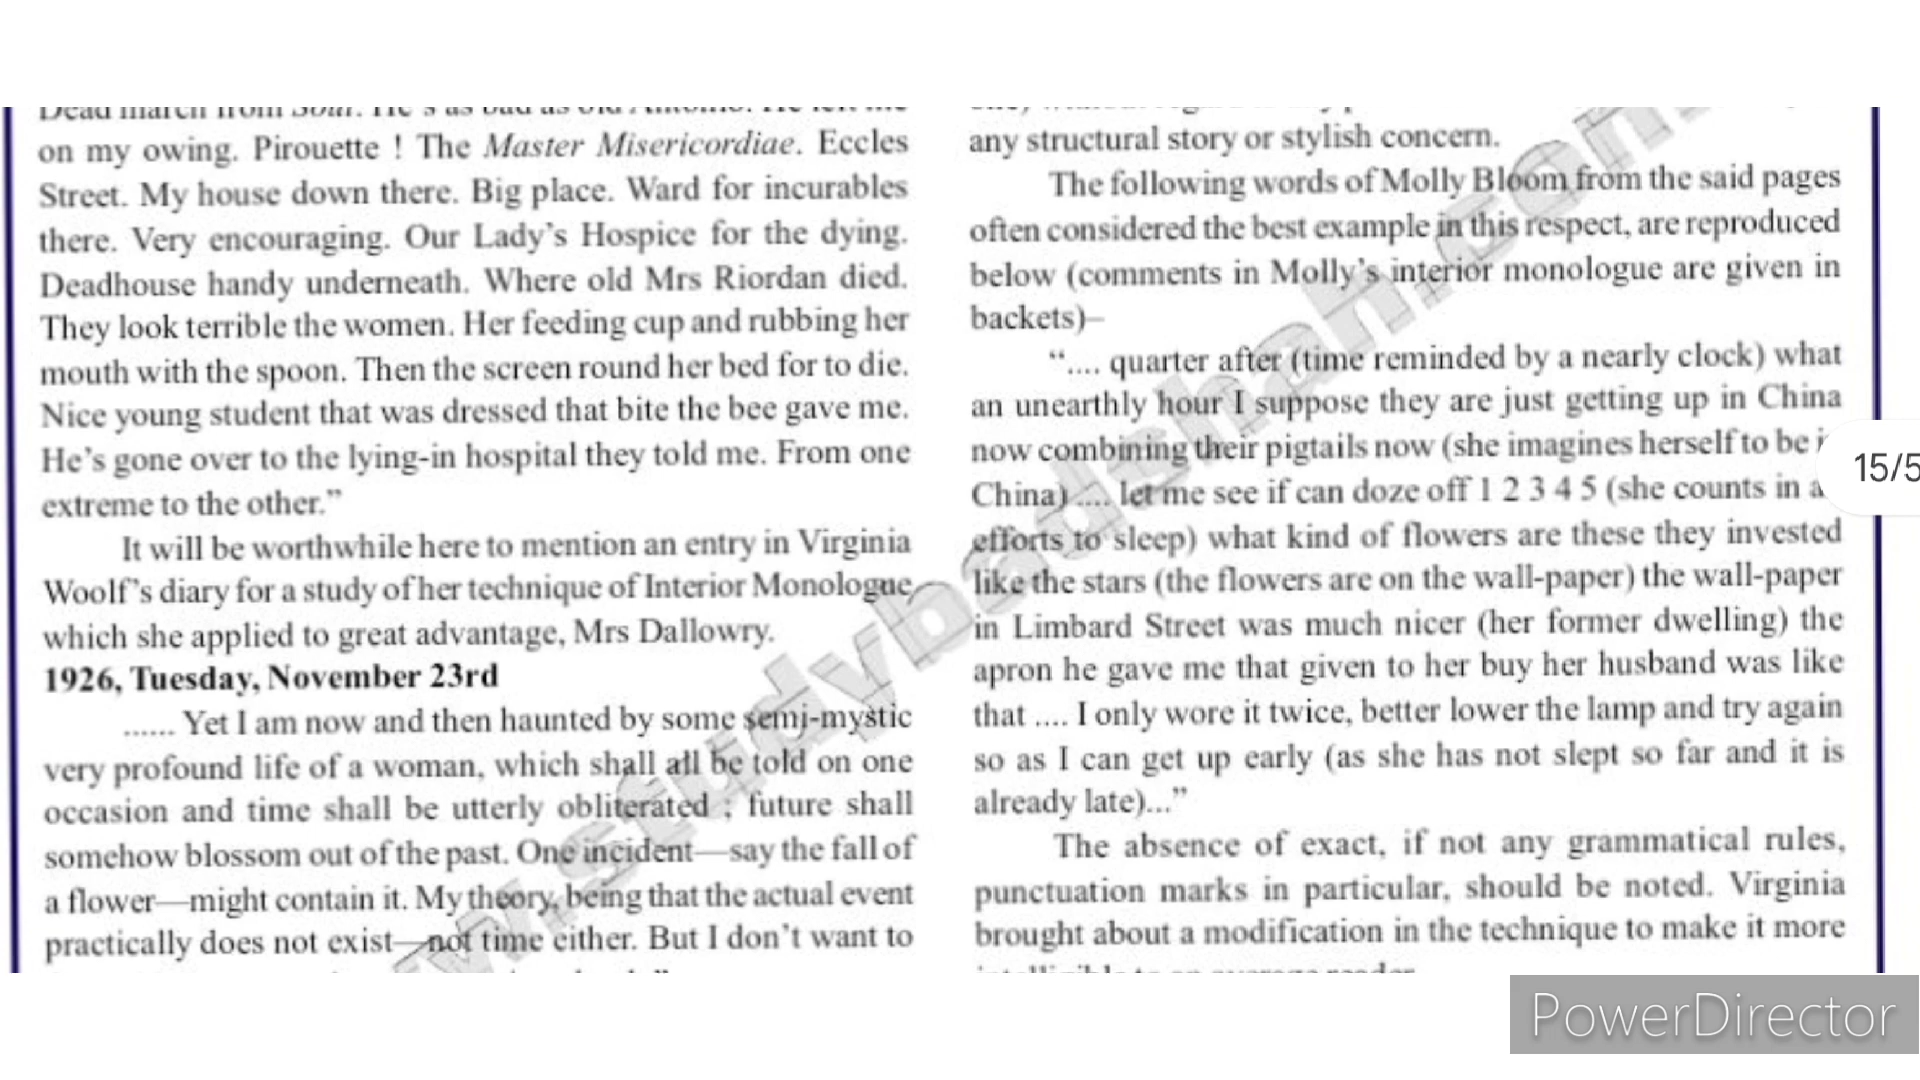 on my owing. Pirouette ! The Master Misericordiae. Eccles
Street. My house down there. Big place. Ward for incurables
there. Very encouraging. Our Lady's Hospice for the dying.
Deadhouse handy underneath. Where old Mrs Riordan died.
They look terrible the women. Her feeding cup and rubbing her
mouth with the spoon. Then the screen round her bed for to die.
Nice young student that was dressed that bite the bee gave me.
He's gone over to the lying-in hospital they told me. From one
extreme to the other.”
It will be worthwhile here to mention an entry in Virginia
Woolf's diary for a study of her technique of Interior Monologue
which she applied to great advantage, Mrs Dallowry.
1926, Tuesday, November 23rd
...... Yet I am now and then haunted by some semi-mystic
very profound life of a woman, which shall all be told on one
occasion and time shall be utterly obliterated ; future shall
somehow blossom out of the past. One incident—say the fall of
a flower—might contain it. My theory, being that the actual event
practically does not exist—not time either. But I don't want to
any structural story or stylish concern.
The following words of Molly Bloom from the said pages
often considered the best example in this respect, are reproduced
below (comments in Molly's interior monologue are given in
backets)–
“.... quarter after (time reminded by a nearly clock) what
an unearthly hour I suppose they are just getting up in China
now combining their pigtails now (she imagines herself to be
China) .... let me see if can doze off 1 2 3 4 5 (she counts in
efforts to sleep) what kind of flowers are these they invested
like the stars (the flowers are on the wall-paper) the wall-paper
in Limbard Street was much nicer (her former dwelling) the
apron he gave me that given to her buy her husband was like
that .... I only wore it twice, better lower the lamp and try again
so as I can get up early (as she has not slept so far and it is
already late)...”
The absence of exact, if not any grammatical rules,
punctuation marks in particular, should be noted. Virginia
brought about a modification in the technique to make it more
15/5
www.studybadshah.com
PowerDirector